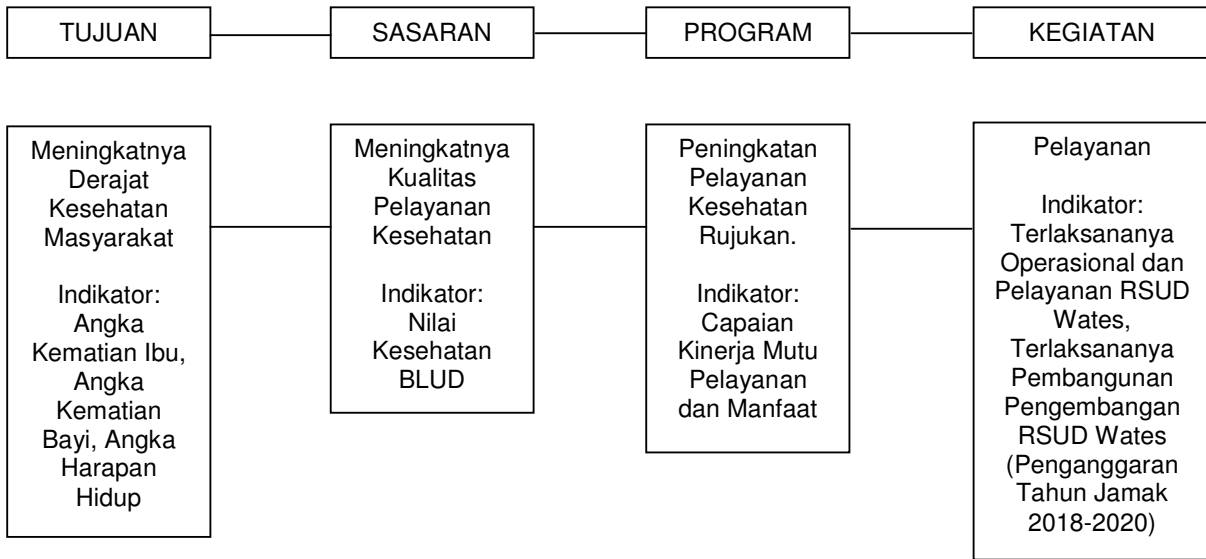 TUJUAN
SASARAN
PROGRAM
KEGIATAN
Meningkatnya
Derajat
Kesehatan
Masyarakat
Indikator:
Angka
Kematian Ibu,
Angka
Kematian
Bayi, Angka
Harapan
Hidup
Meningkatnya
Kualitas
Pelayanan
Kesehatan
Indikator:
Nilai
Kesehatan
BLUD
Peningkatan
Pelayanan
Kesehatan
Rujukan.
Indikator:
Capaian
Kinerja Mutu
Pelayanan
dan Manfaat
Pelayanan
Indikator:
Terlaksananya
Operasional dan
Pelayanan RSUD
Wates,
Terlaksananya
Pembangunan
Pengembangan
RSUD Wates
(Penganggaran
Tahun Jamak
2018-2020)